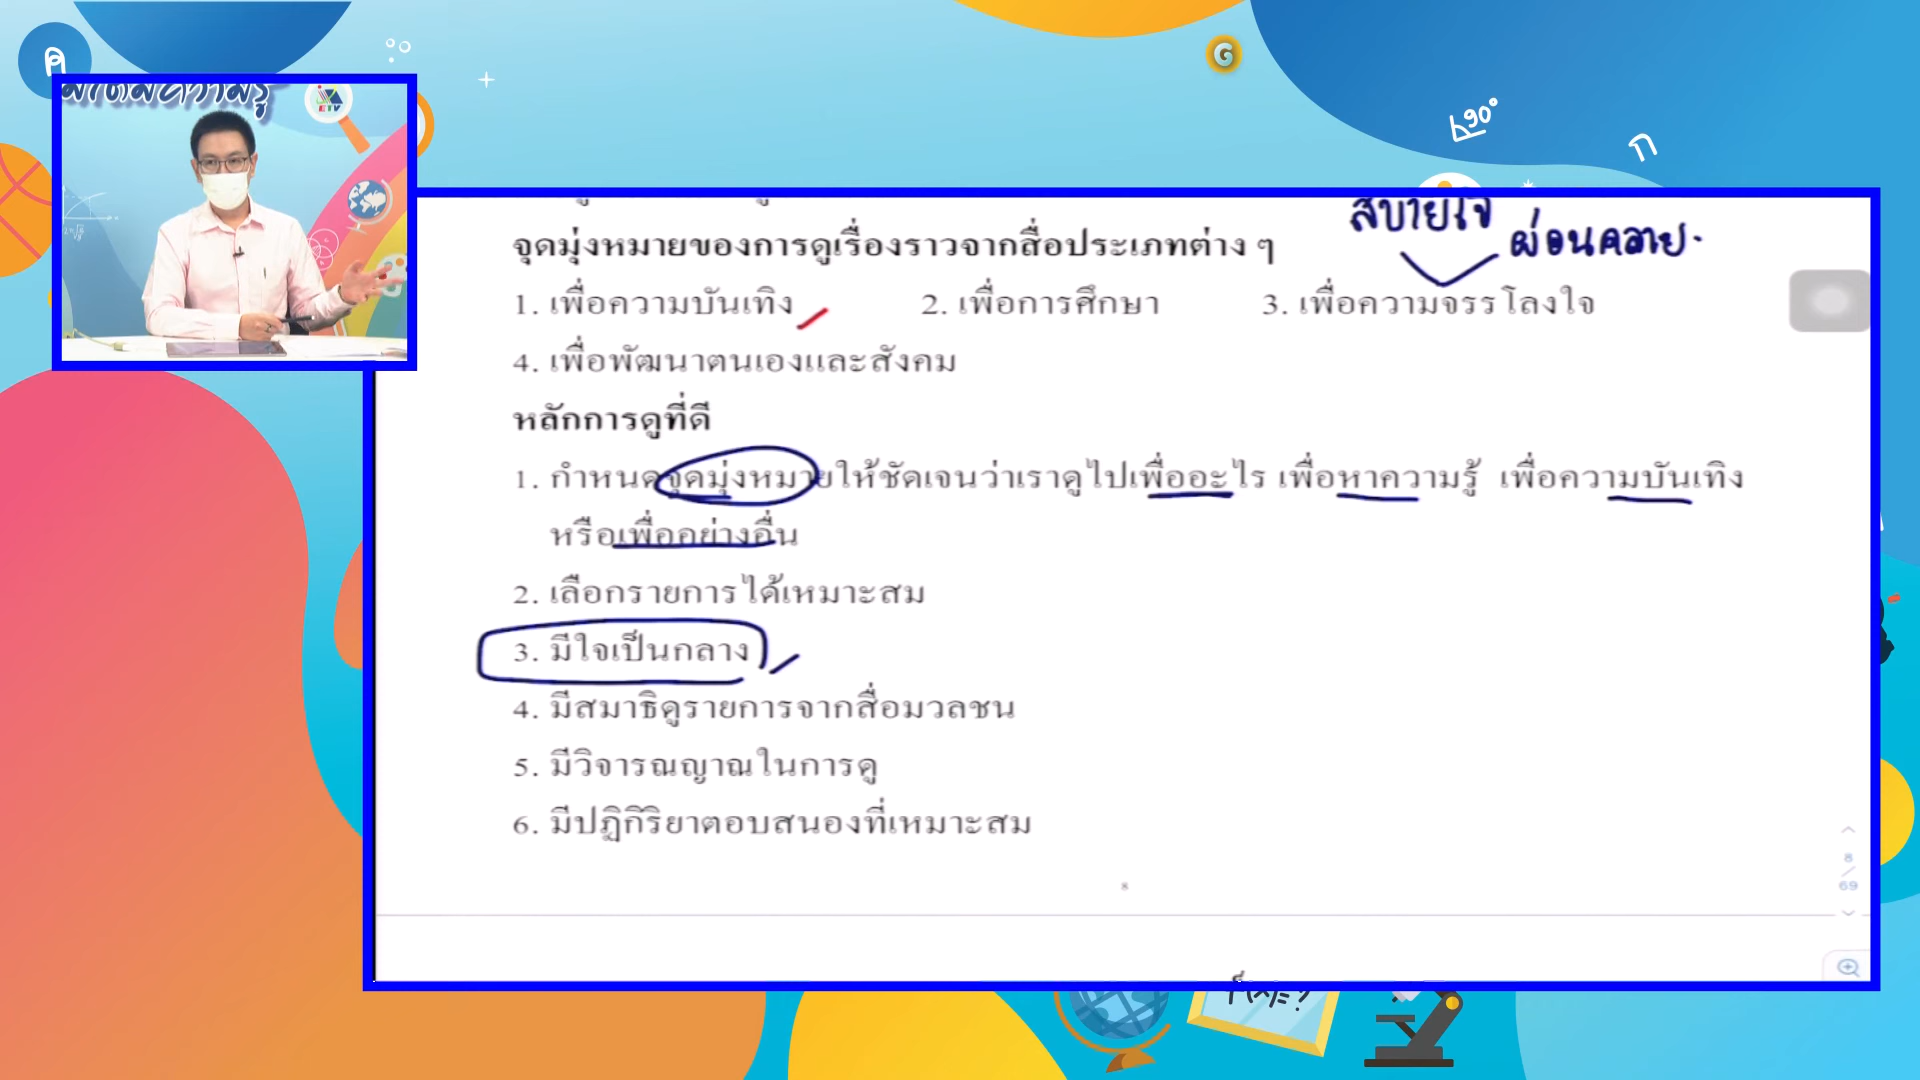 ค
ETV
90°
ก
สบายใจ
ผ่อนคลาย
จุดมุ่งหมายของการดูเรื่องราวจากสื่อประเภทต่าง ๆ
1. เพื่อความบันเทิง 2. เพื่อการศึกษา 3. เพื่อความจรรโลงใจ
4. เพื่อพัฒนาตนเองและสังคม
หลักการดูที่ดี
1. กำหนดจุดมุ่งหมายให้ชัดเจนว่าเราดูไปเพื่ออะไร เพื่อหาความรู้ เพื่อความบันเทิง
หรือเพื่ออย่างอื่น
2. เลือกรายการได้เหมาะสม
3. มีใจเป็นกลาง
4. มีสมาธิดูรายการจากสื่อมวลชน
5. มีวิจารณญาณในการดู
6. มีปฏิกิริยาตอบสนองที่เหมาะสม
8
8
/
69